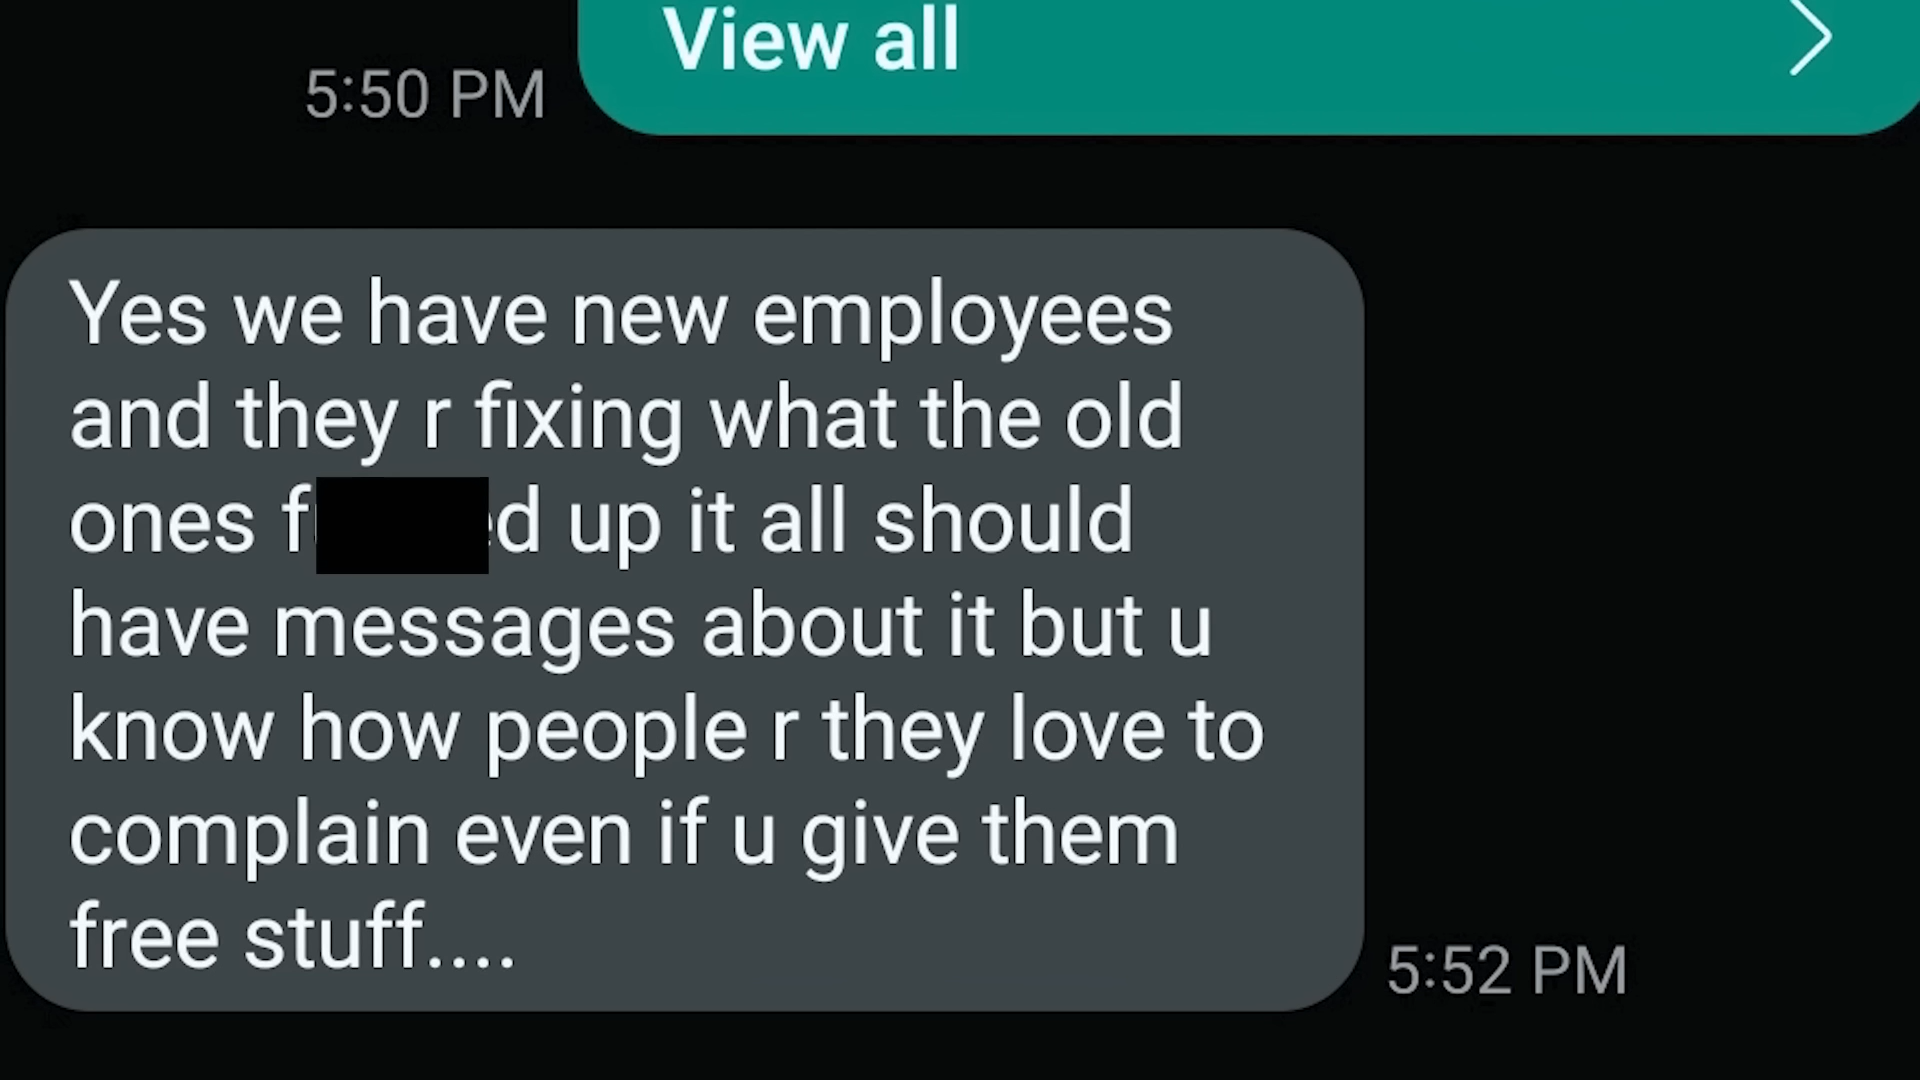 View all
5:50 PM
Yes we have new employees
and they r fixing what the old
ones f ed up it all should
have messages about it but u
know how people r they love to
complain even if u give them
free stuff....
5:52 PM